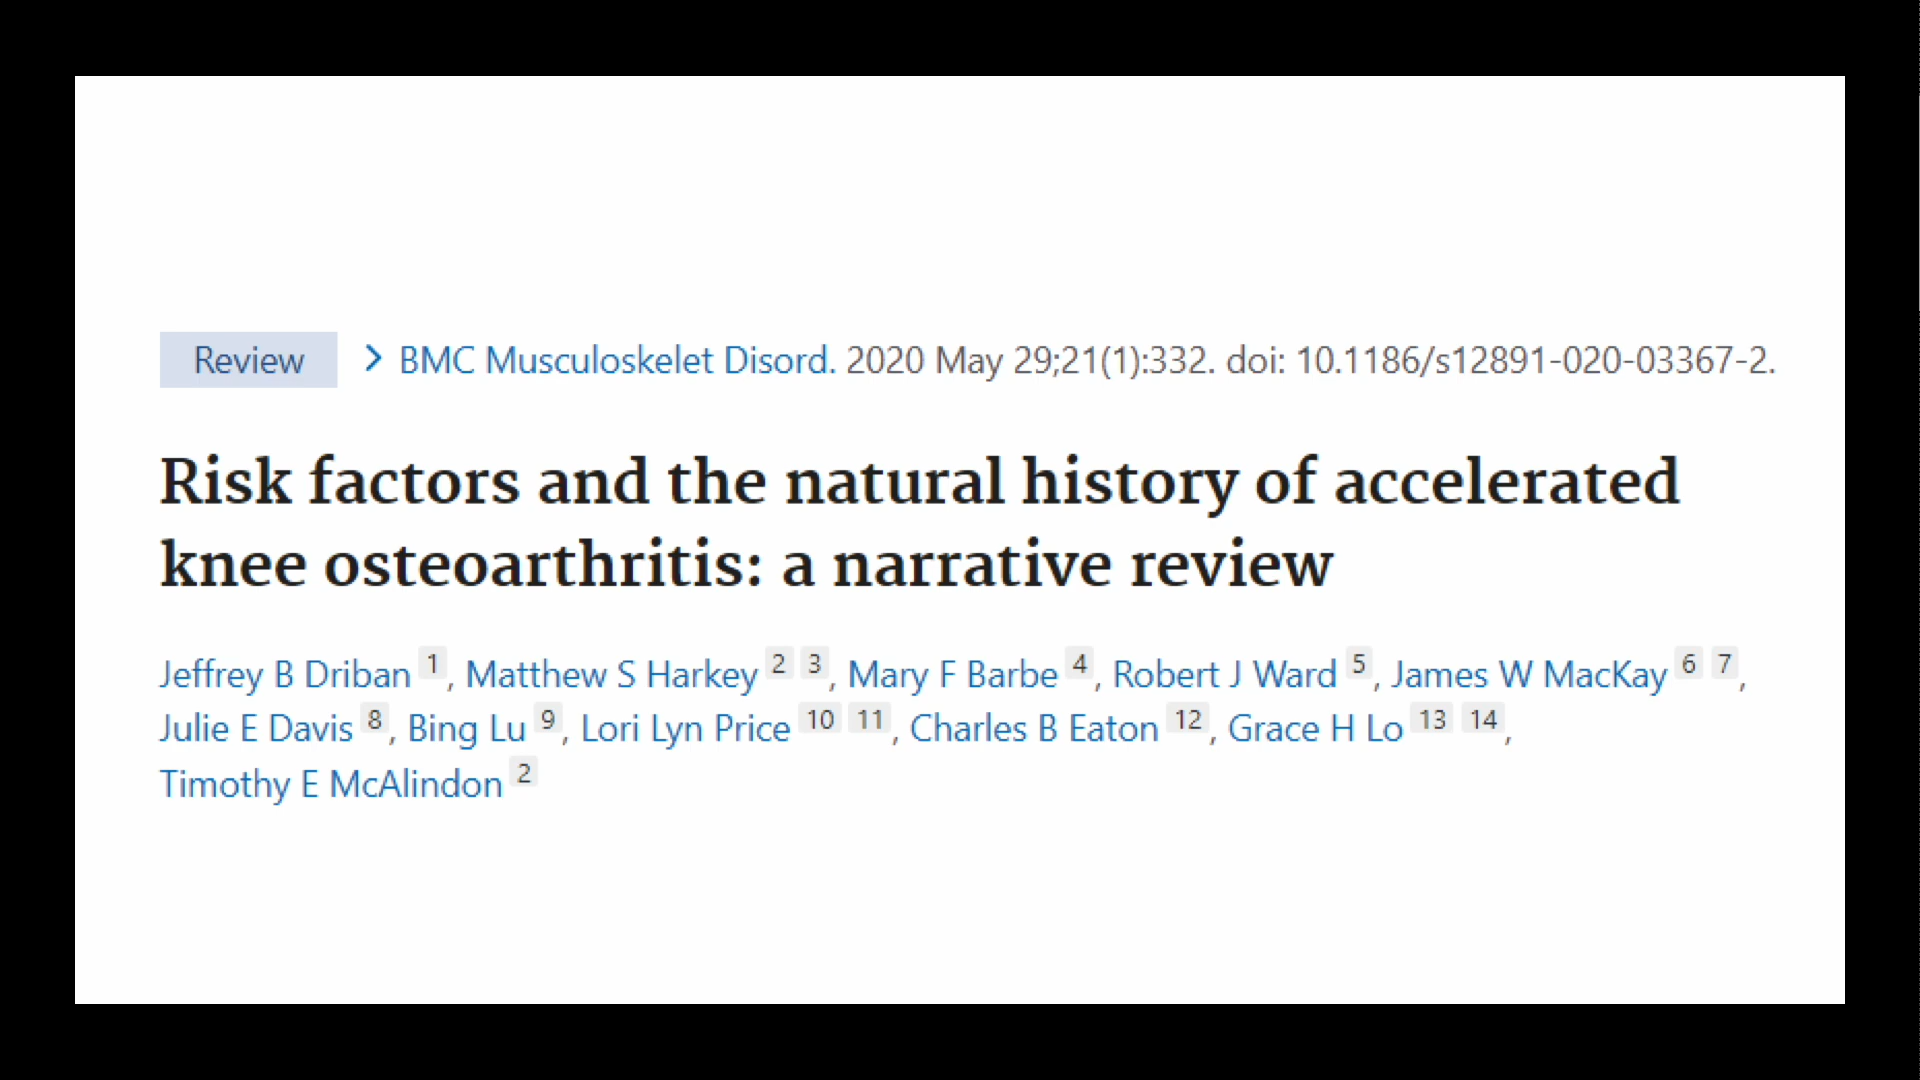 Review > BMC Musculoskelet Disord. 2020 May 29;21(1):332. doi: 10.1186/s12891-020-03367-2.
Risk factors and the natural history of accelerated
knee osteoarthritis: a narrative review
Jeffrey B Driban 1, Matthew S Harkey 2 3, Mary F Barbe 4, Robert J Ward 5, James W MacKay 6 7,
Julie E Davis 8, Bing Lu 9, Lori Lyn Price 10 11, Charles B Eaton 12, Grace H Lo 13 14,
Timothy E McAlindon 2